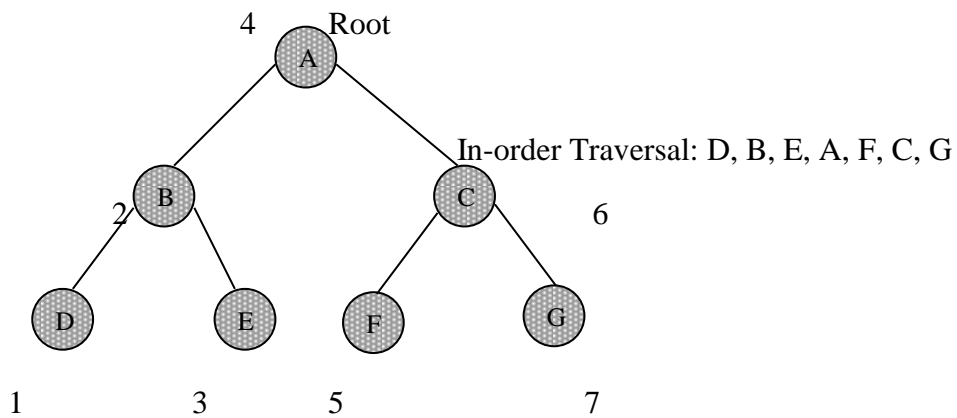 4 Root
A
In-order Traversal: D, B, E, A, F, C, G
B C
2 6
D E F G
1 3 5 7